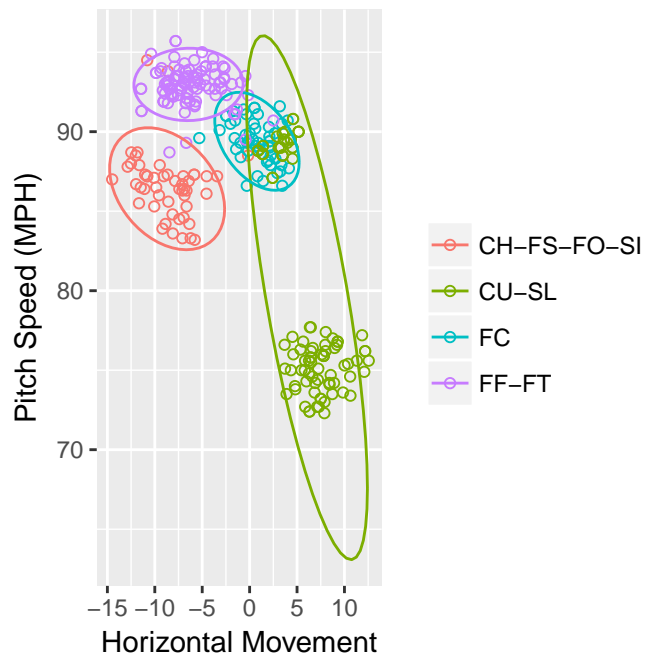 90
80
70
Pitch Speed (MPH)
−15 −10 −5 0 5 10
Horizontal Movement
CH−FS−FO−SI
CU−SL
FC
FF−FT